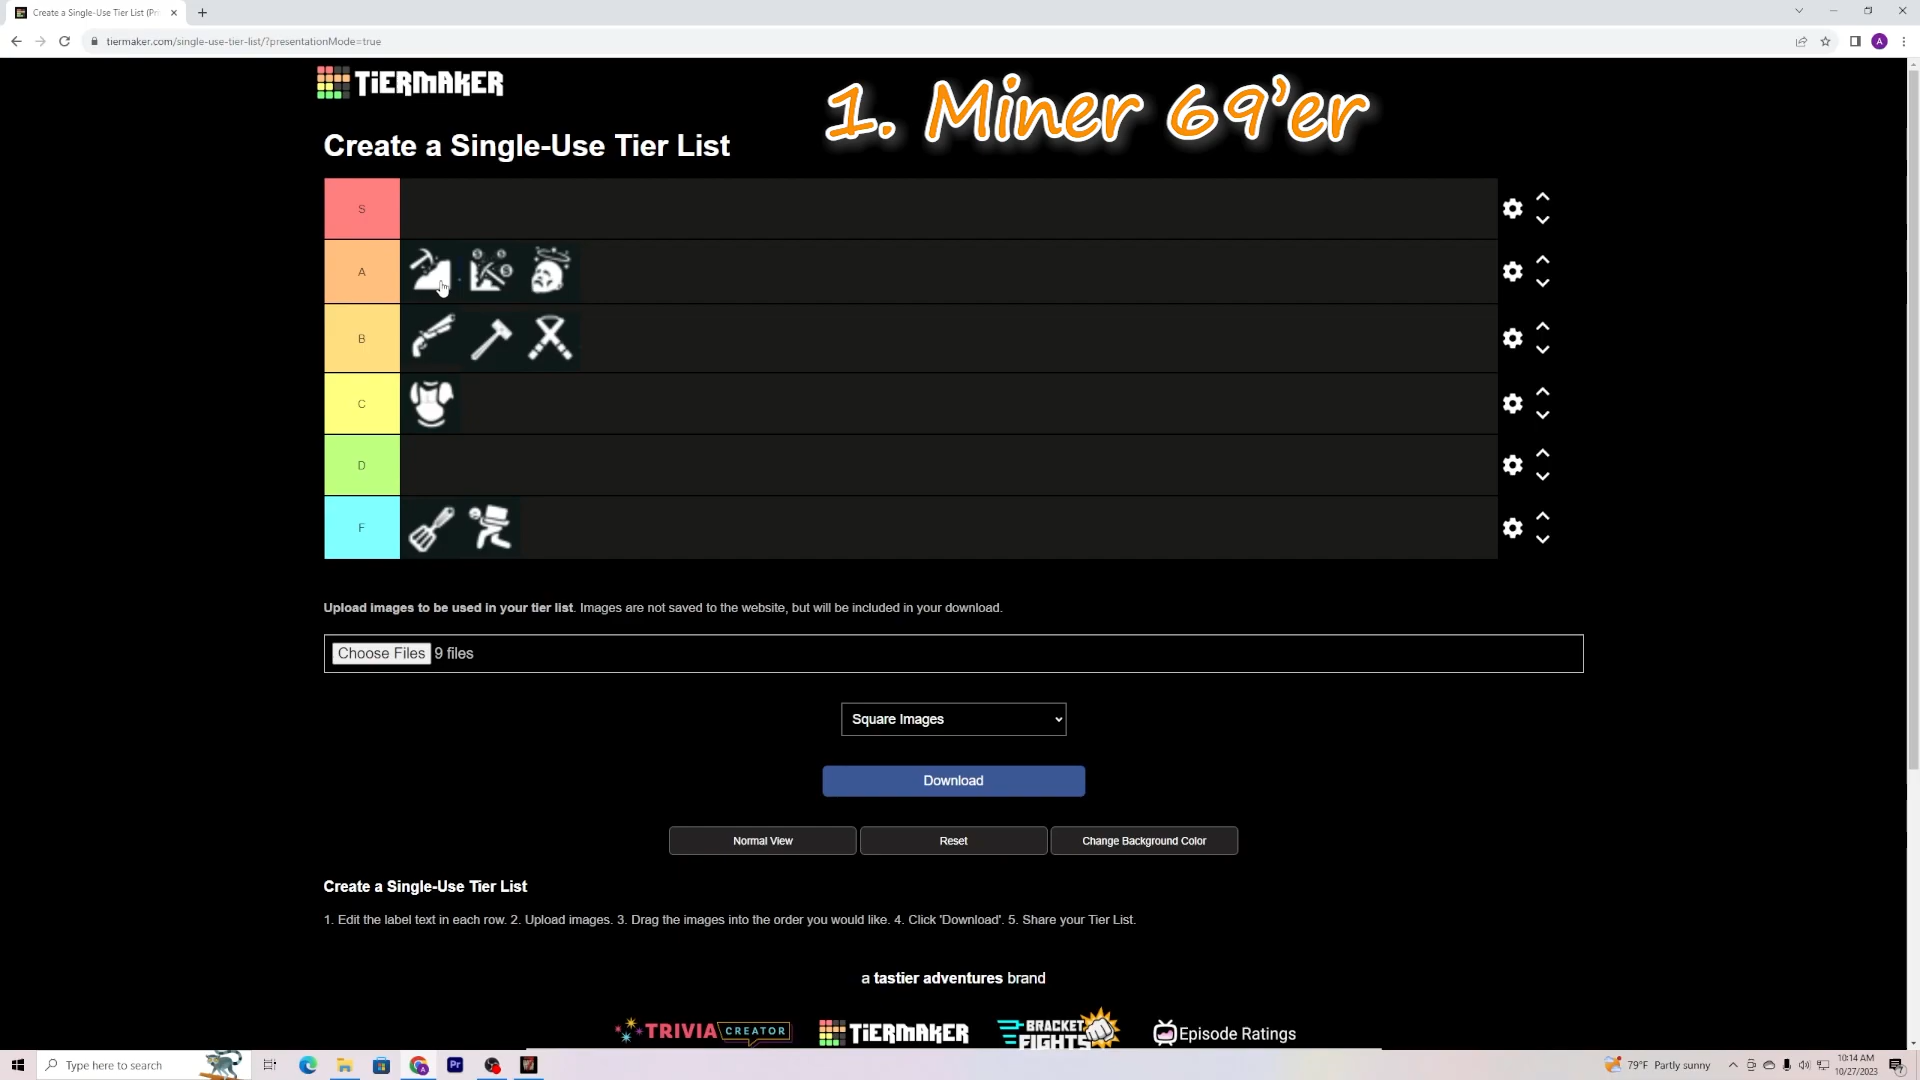 Create a Single-Use Tier List (Pr
tiermaker.com/single-use-tier-list/?presentationMode=true
A
TiERMAKER
1. Miner 69'er
Create a Single-Use Tier List
S
A
B
C
D
F
Upload images to be used in your tier list. Images are not saved to the website, but will be included in your download.
Choose Files 9 files
Square Images
Download
Normal View
Reset
Change Background Color
Create a Single-Use Tier List
1. Edit the label text in each row. 2. Upload images. 3. Drag the images into the order you would like. 4. Click 'Download'. 5. Share your Tier List.
a tastier adventures brand
TRIVIA CREATOR
TiERMAKER
BRACKET FIGHTS
Episode Ratings
Type here to search
Pr
79°F Partly sunny
10:14 AM
10/27/2023